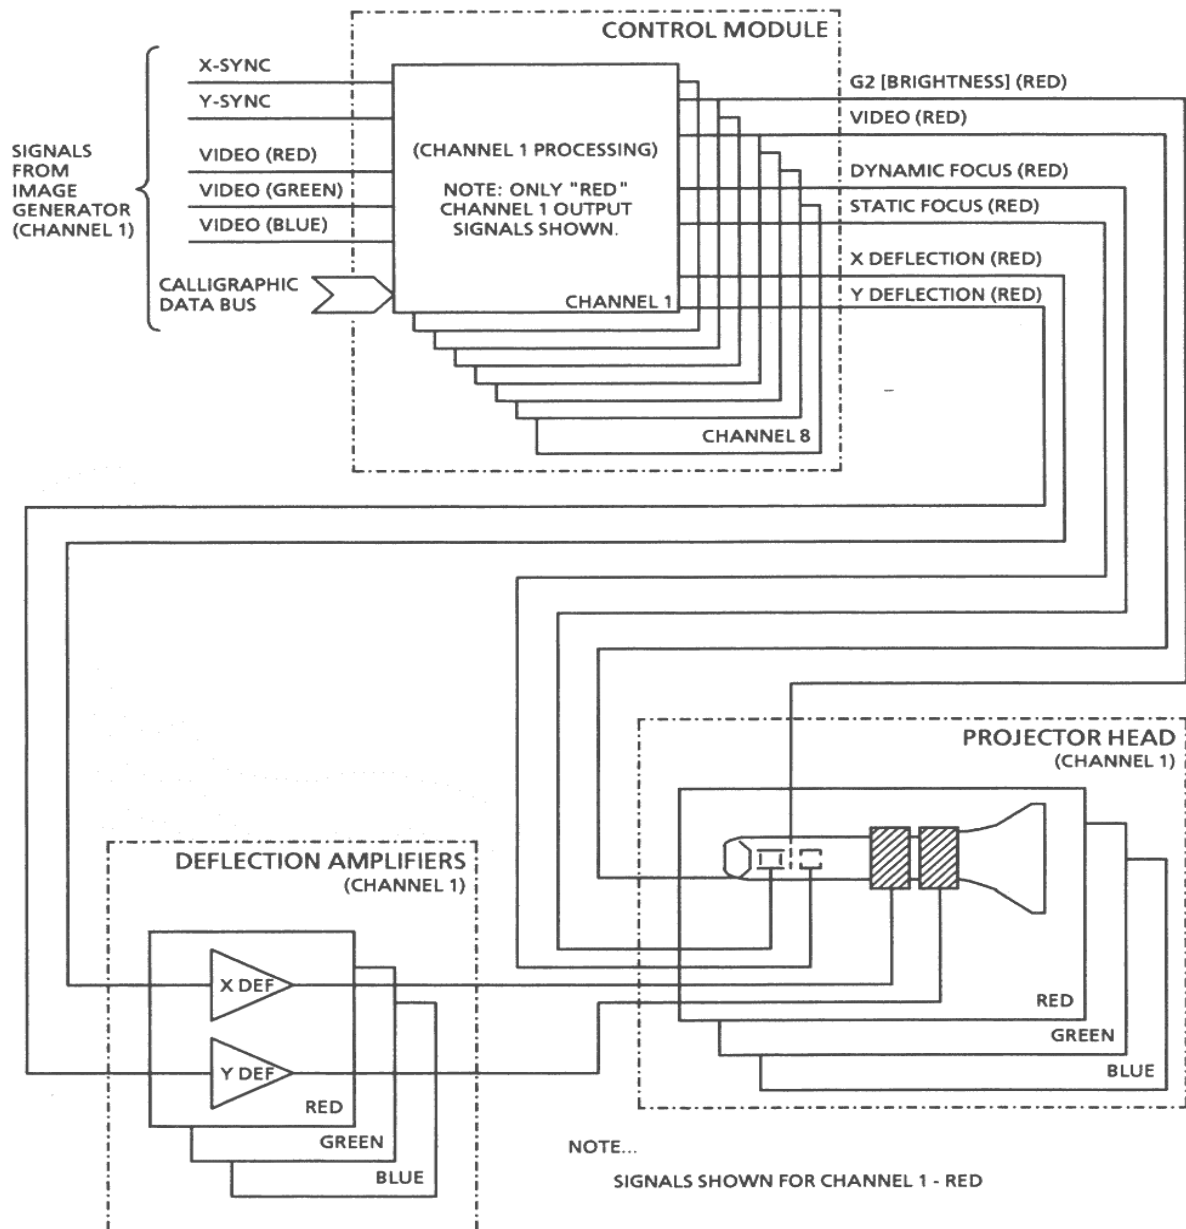 CONTROL MODULE
SIGNALS
FROM
IMAGE
GENERATOR
(CHANNEL 1)
X-SYNC
Y-SYNC
VIDEO (RED)
VIDEO (GREEN)
VIDEO (BLUE)
CALLIGRAPHIC
DATA BUS
(CHANNEL 1 PROCESSING)
NOTE: ONLY "RED"
CHANNEL 1 OUTPUT
SIGNALS SHOWN.
CHANNEL 1
CHANNEL 8
G2 [BRIGHTNESS] (RED)
VIDEO (RED)
DYNAMIC FOCUS (RED)
STATIC FOCUS (RED)
X DEFLECTION (RED)
Y DEFLECTION (RED)
PROJECTOR HEAD
(CHANNEL 1)
RED
GREEN
BLUE
DEFLECTION AMPLIFIERS
(CHANNEL 1)
X DEF
Y DEF
RED
GREEN
BLUE
NOTE...
SIGNALS SHOWN FOR CHANNEL 1 - RED